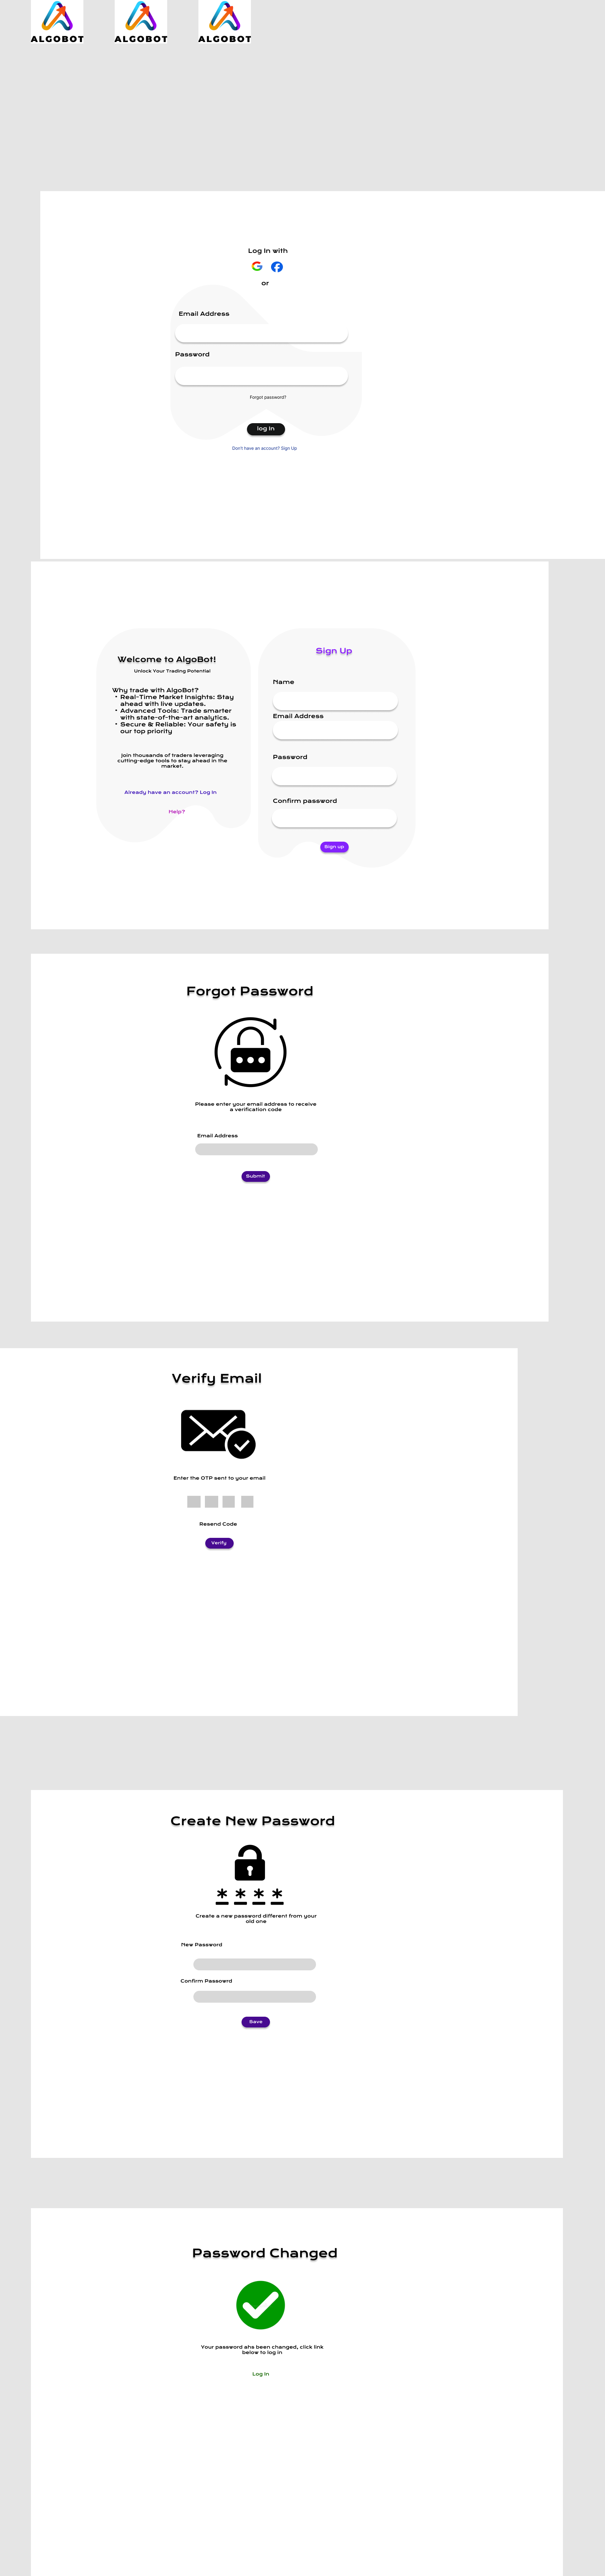 ALGOBOT ALGOBOT ALGOBOT
Log In with
or
Email Address
Password
Forgot password?
log in
Don't have an account? Sign Up
Welcome to AlgoBot!
Unlock Your Trading Potential
Why trade with AlgoBot?
• Real-Time Market Insights: Stay
ahead with live updates.
• Advanced Tools: Trade smarter
with state-of-the-art analytics.
• Secure & Reliable: Your safety is
our top priority
Join thousands of traders leveraging
cutting-edge tools to stay ahead in the
market.
Already have an account? Log In
Help?
Sign Up
Name
Email Address
Password
Confirm password
Sign up
Forgot Password
Please enter your email address to receive
a verification code
Email Address
Submit
Verify Email
Enter the OTP sent to your email
Resend Code
Verify
Create New Password
* * * *
Create a new password different from your
old one
New Password
Confirm Passowrd
Save
Password Changed
Your password ahs been changed, click link
below to log in
Log in